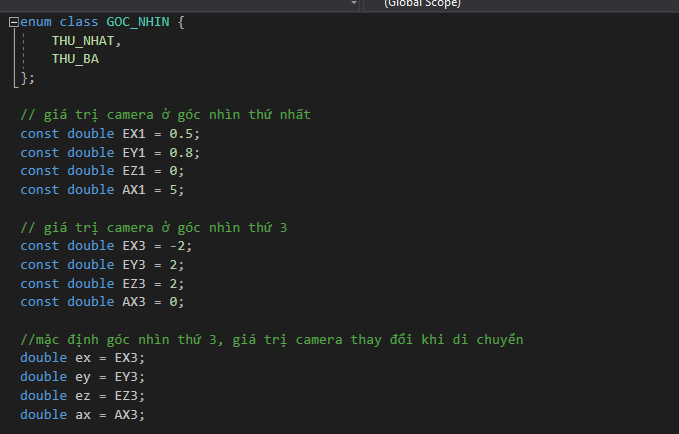 (Global Scope)
enum class GOC_NHIN {
    THU_NHAT,
    THU_BA
};
// giá trị camera ở góc nhìn thứ nhất
const double EX1 = 0.5;
const double EY1 = 0.8;
const double EZ1 = 0;
const double AX1 = 5;
// giá trị camera ở góc nhìn thứ 3
const double EX3 = -2;
const double EY3 = 2;
const double EZ3 = 2;
const double AX3 = 0;
//mặc định góc nhìn thứ 3, giá trị camera thay đổi khi di chuyển
double ex = EX3;
double ey = EY3;
double ez = EZ3;
double ax = AX3;